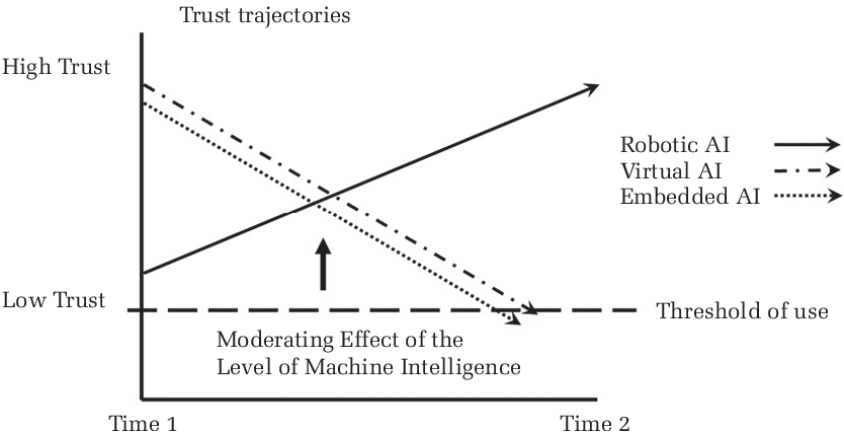 Trust trajectories
High Trust
Robotic AI
Virtual AI
Embedded AI
Low Trust
Threshold of use
Moderating Effect of the
Level of Machine Intelligence
Time 1
Time 2